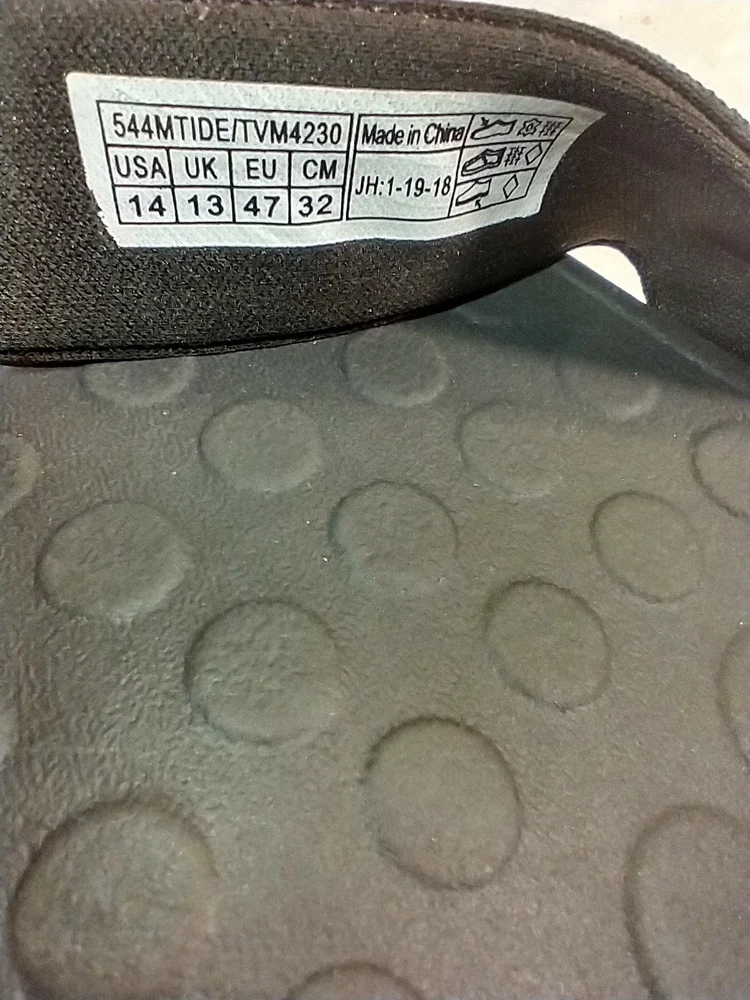 544MTIDE/TVM4230
USA UK EU CM
14 13 47 32
Made in China
JH:1-19-18